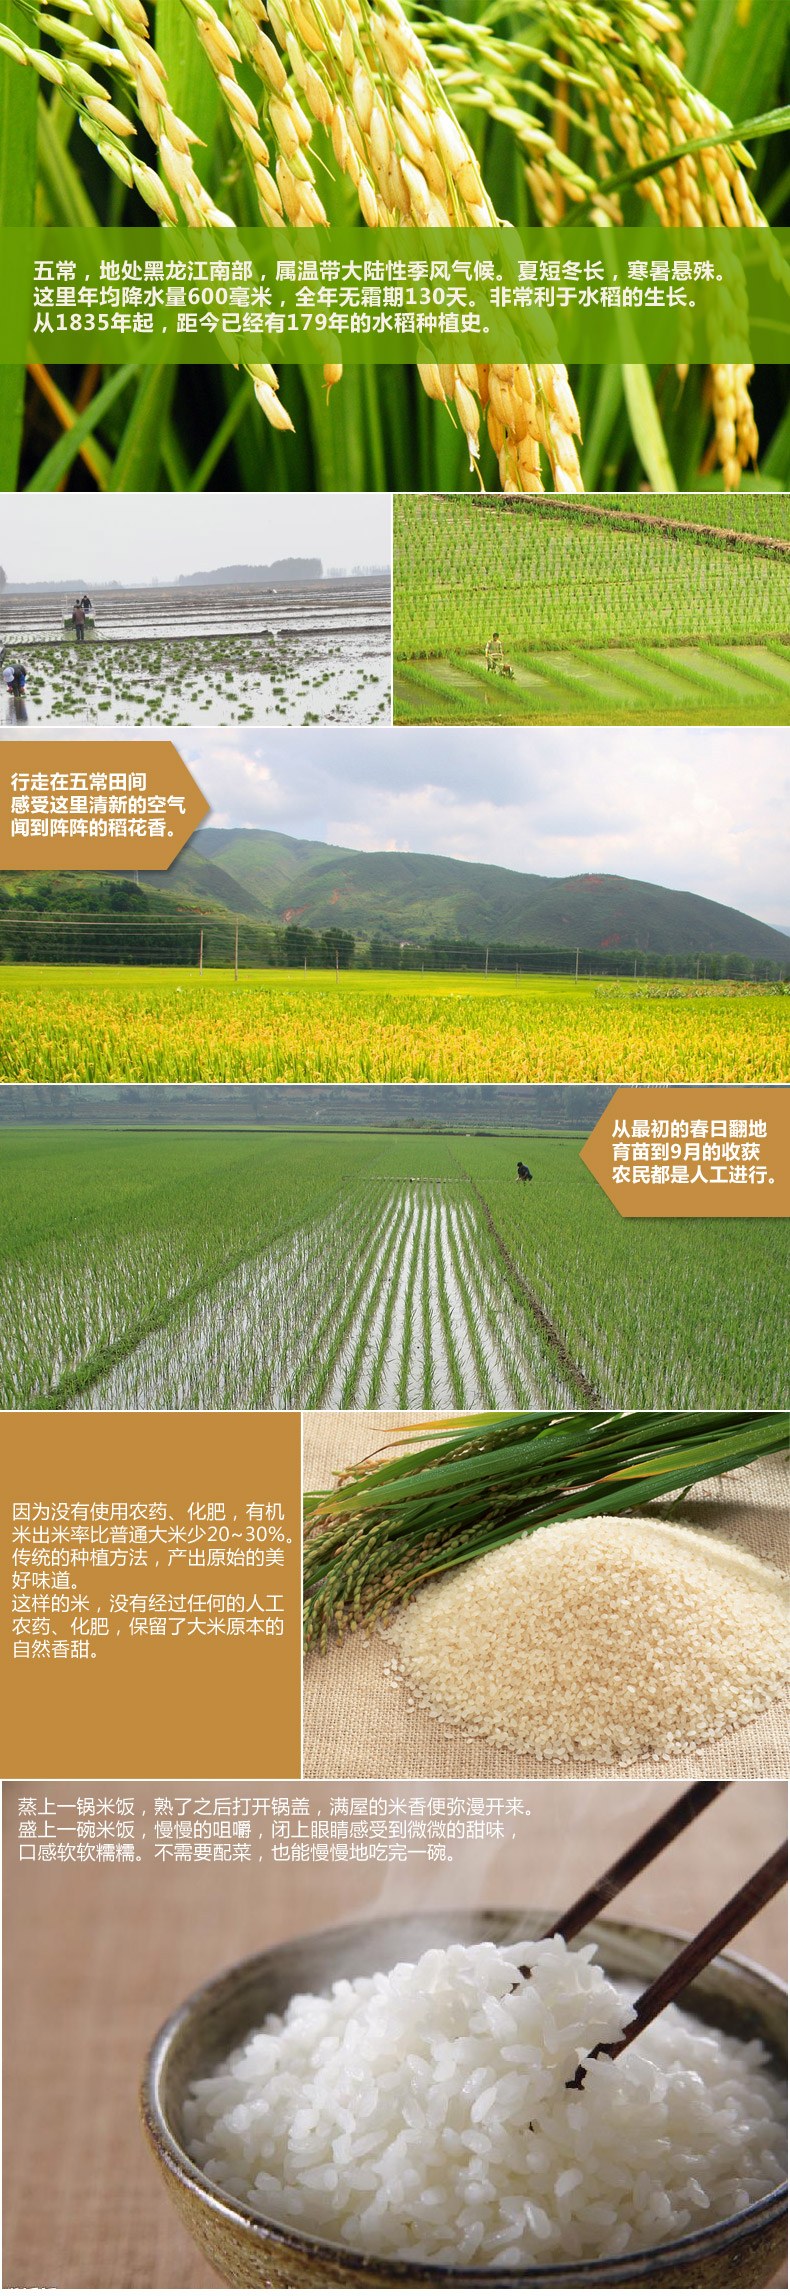 五常，地处黑龙江南部，属温带大陆性季风气候。夏短冬长，寒暑悬殊。
这里年均降水量600毫米，全年无霜期130天。非常利于水稻的生长。
从1835年起，距今已经有179年的水稻种植史。
行走在五常田间
感受这里清新的空气
闻到阵阵的稻花香。
从最初的春日翻地
育苗到9月的收获
农民都是人工进行。
因为没有使用农药、化肥，有机
米出米率比普通大米少20~30%。
传统的种植方法，产出原始的美
好味道。
这样的米，没有经过任何的人工
农药、化肥，保留了大米原本的
自然香甜。
蒸上一锅米饭，熟了之后打开锅盖，满屋的米香便弥漫开来。
盛上一碗米饭，慢慢的咀嚼，闭上眼睛感受到微微的甜味，
口感软软糯糯。不需要配菜，也能慢慢地吃完一碗。